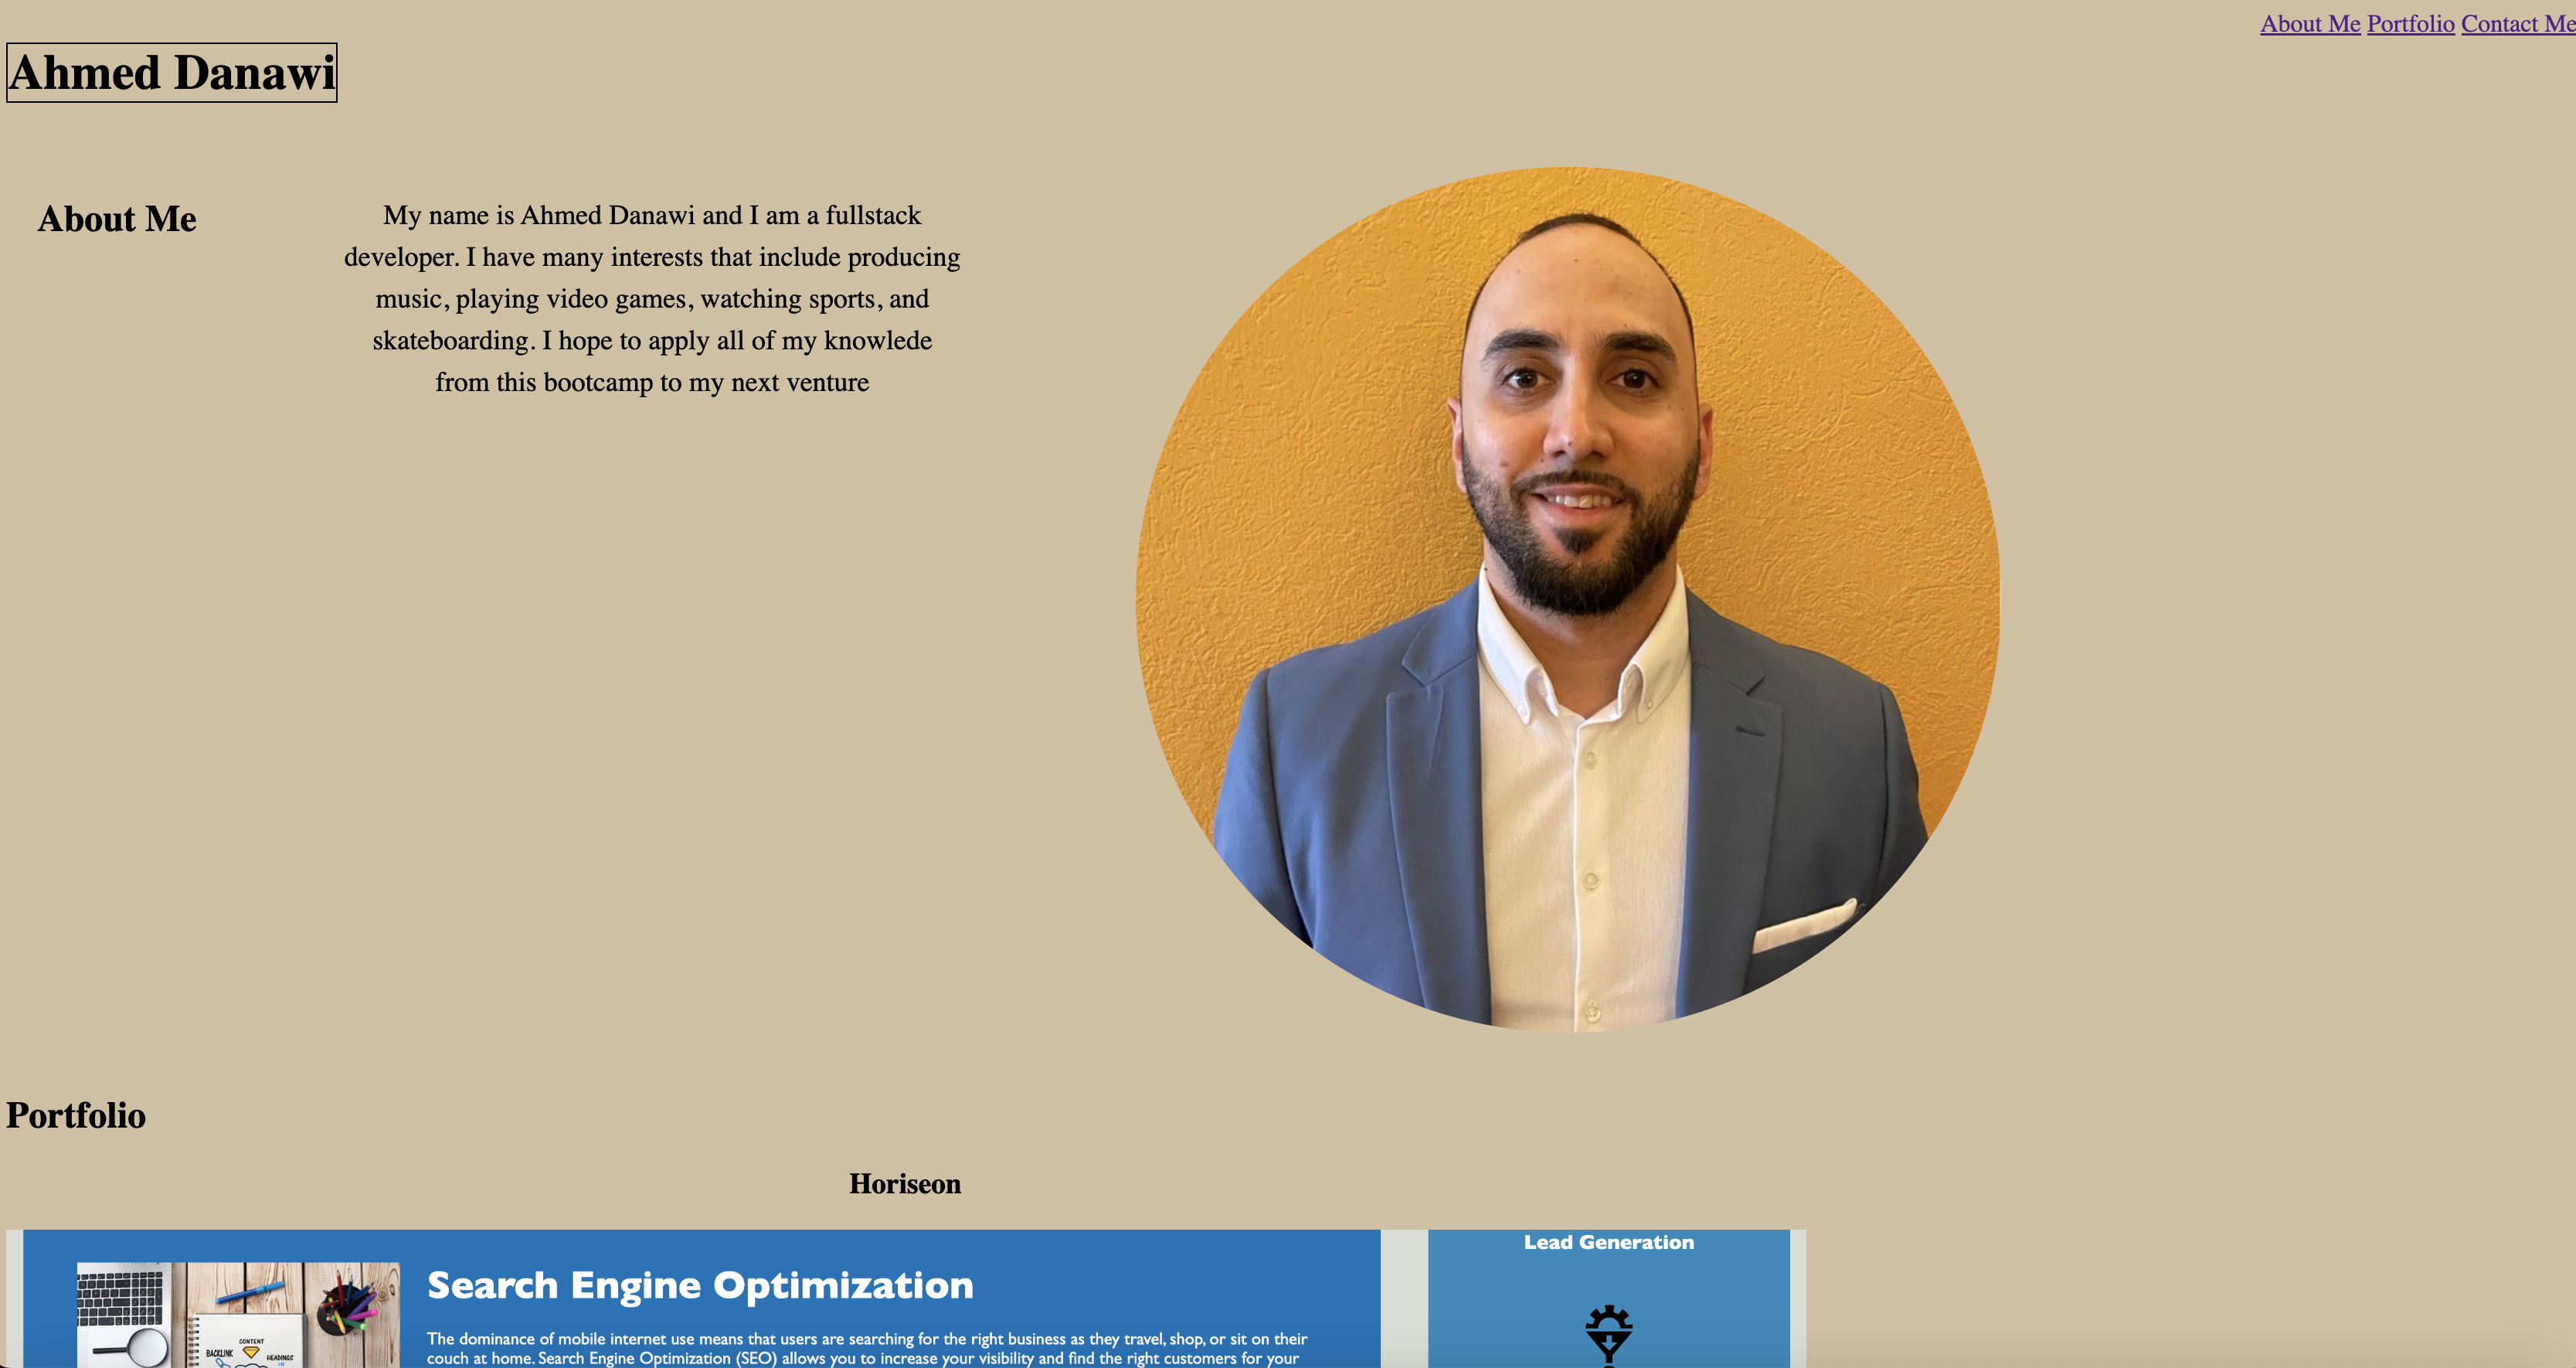 About Me Portfolio Contact Me
Ahmed Danawi
About Me
My name is Ahmed Danawi and I am a fullstack
developer. I have many interests that include producing
music, playing video games, watching sports, and
skateboarding. I hope to apply all of my knowlede
from this bootcamp to my next venture
Portfolio
Horiseon
Lead Generation
Search Engine Optimization
The dominance of mobile internet use means that users are searching for the right business as they travel, shop, or sit on their
couch at home. Search Engine Optimization (SEO) allows you to increase your visibility and find the right customers for your
CONTENT
BACKLINK
HEADINGS